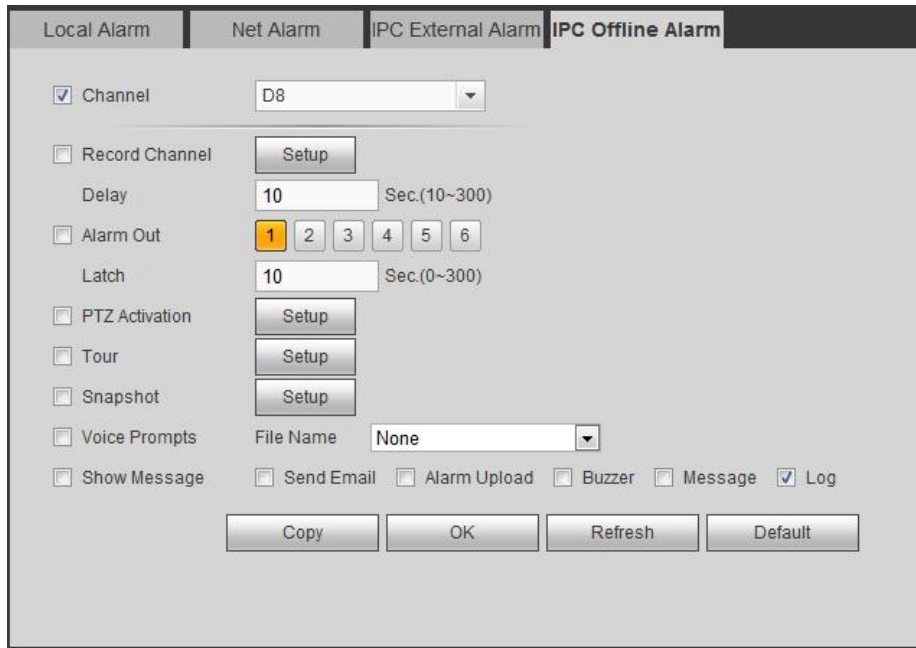 Local Alarm Net Alarm IPC External Alarm IPC Offline Alarm
Channel D8
Record Channel Setup
Delay 10 Sec.(10~300)
Alarm Out 1 2 3 4 5 6
Latch 10 Sec.(0~300)
PTZ Activation Setup
Tour Setup
Snapshot Setup
Voice Prompts File Name None
Show Message Send Email Alarm Upload Buzzer Message Log
Copy OK Refresh Default